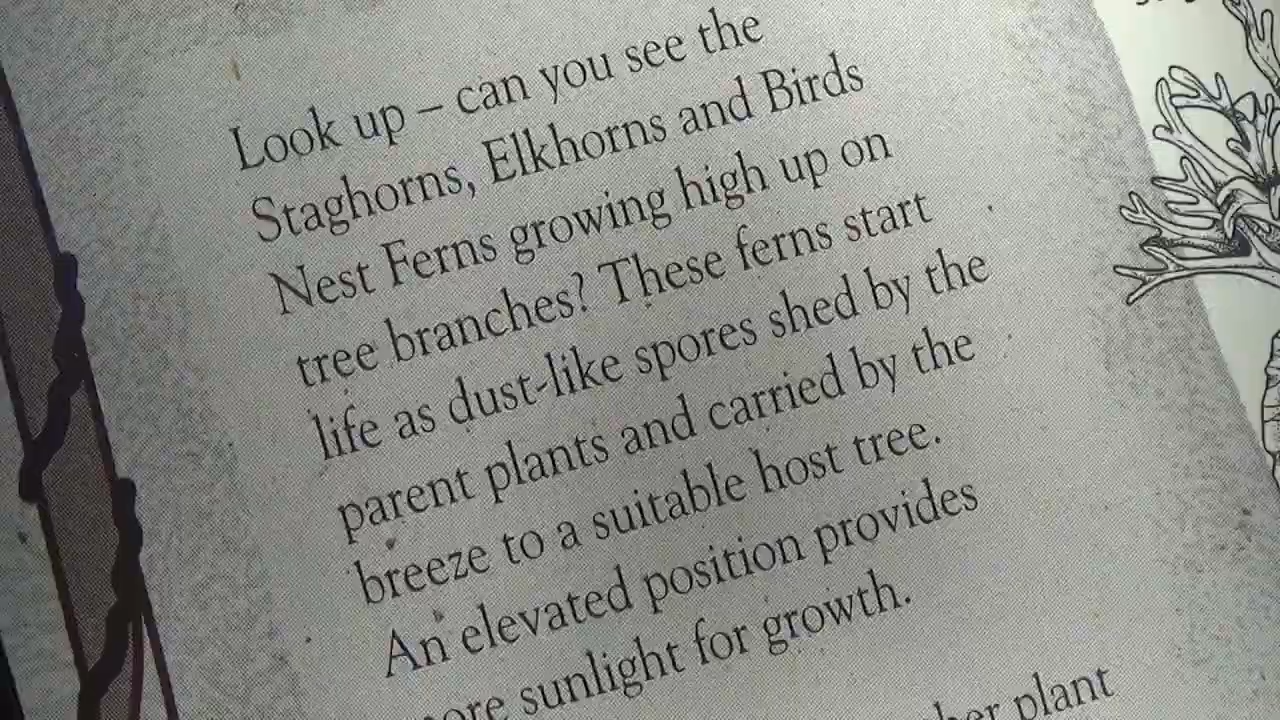 Look up – can you see the
Staghorns, Elkhorns and Birds
Nest Ferns growing high up on
tree branches? These ferns start
life as dust-like spores shed by the
parent plants and carried by the
breeze to a suitable host tree.
An elevated position provides
sunlight for growth.
plant